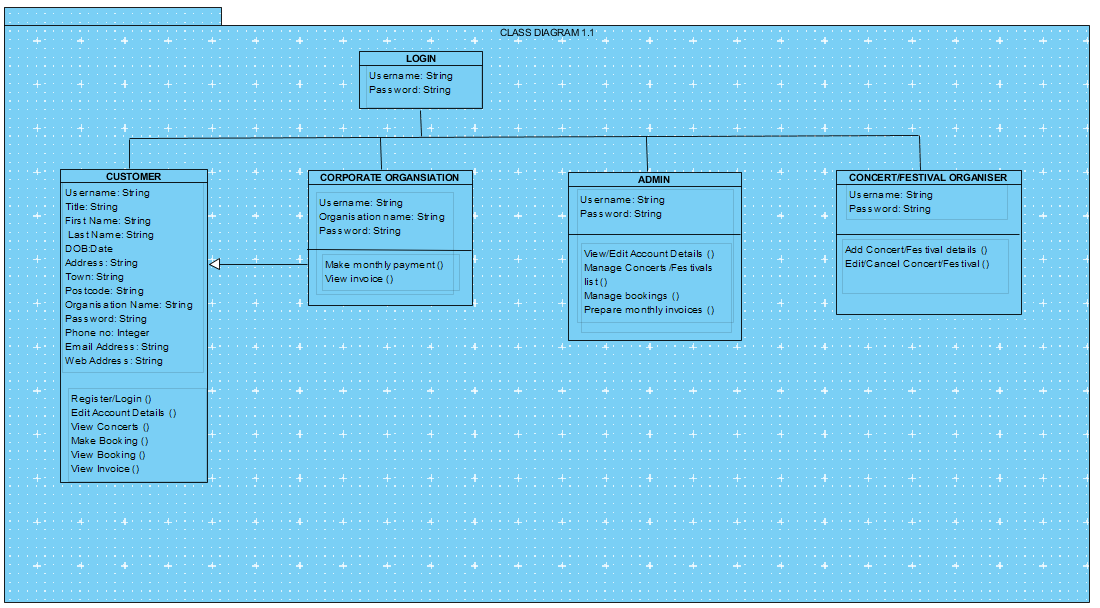 CLASS DIAGRAM 1.1
LOGIN
Username: String
Password: String
CUSTOMER
Username: String
Title: String
First Name: String
Last Name: String
DOB:Date
Address: String
Town: String
Postcode: String
Organisation Name: String
Password: String
Phone no: Integer
Email Address: String
Web Address: String
Register/Login ()
Edit Account Details ()
View Concerts ()
Make Booking ()
View Booking ()
View Invoice ()
CORPORATE ORGANSIATION
Username: String
Organisation name: String
Password: String
Make monthly payment ()
View invoice ()
ADMIN
Username: String
Password: String
View/Edit Account Details ()
Manage Concerts /Festivals
list ()
Manage bookings ()
Prepare monthly invoices ()
CONCERT/FESTIVAL ORGANISER
Username: String
Password: String
Add Concert/Festival details ()
Edit/Cancel Concert/Festival ()